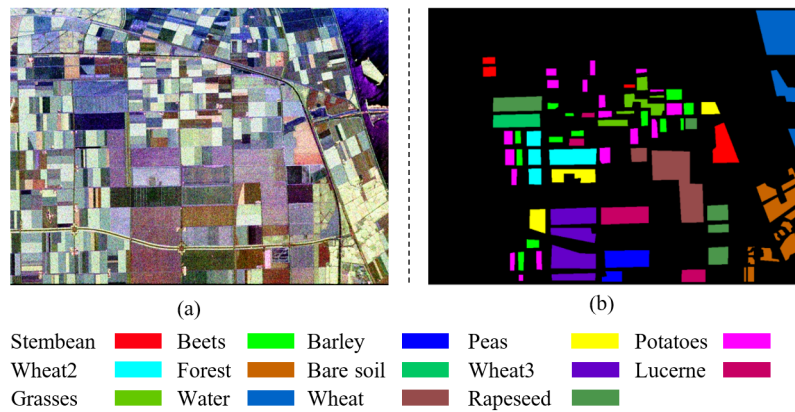 (a) (b)
Stembean Beets Barley Peas Potatoes
Wheat2 Forest Bare soil Wheat3 Lucerne
Grasses Water Wheat Rapeseed